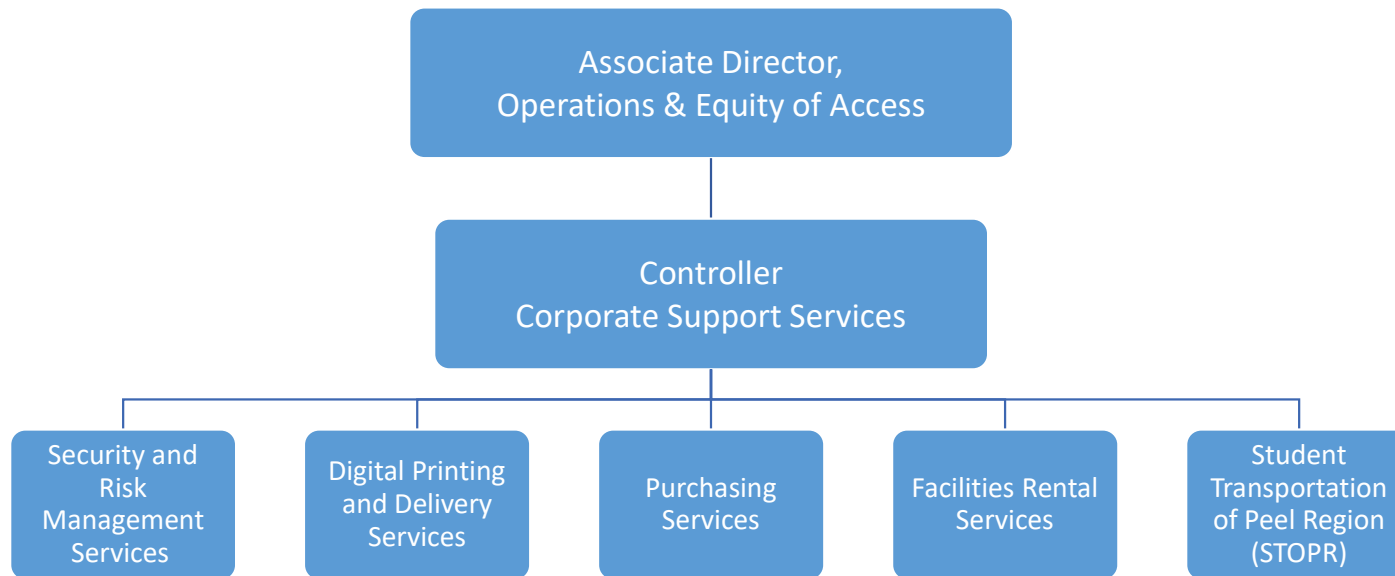 Associate Director,
Operations & Equity of Access
Controller
Corporate Support Services
Security and
Risk
Management
Services
Digital Printing
and Delivery
Services
Purchasing
Services
Facilities Rental
Services
Student
Transportation
of Peel Region
(STOPR)